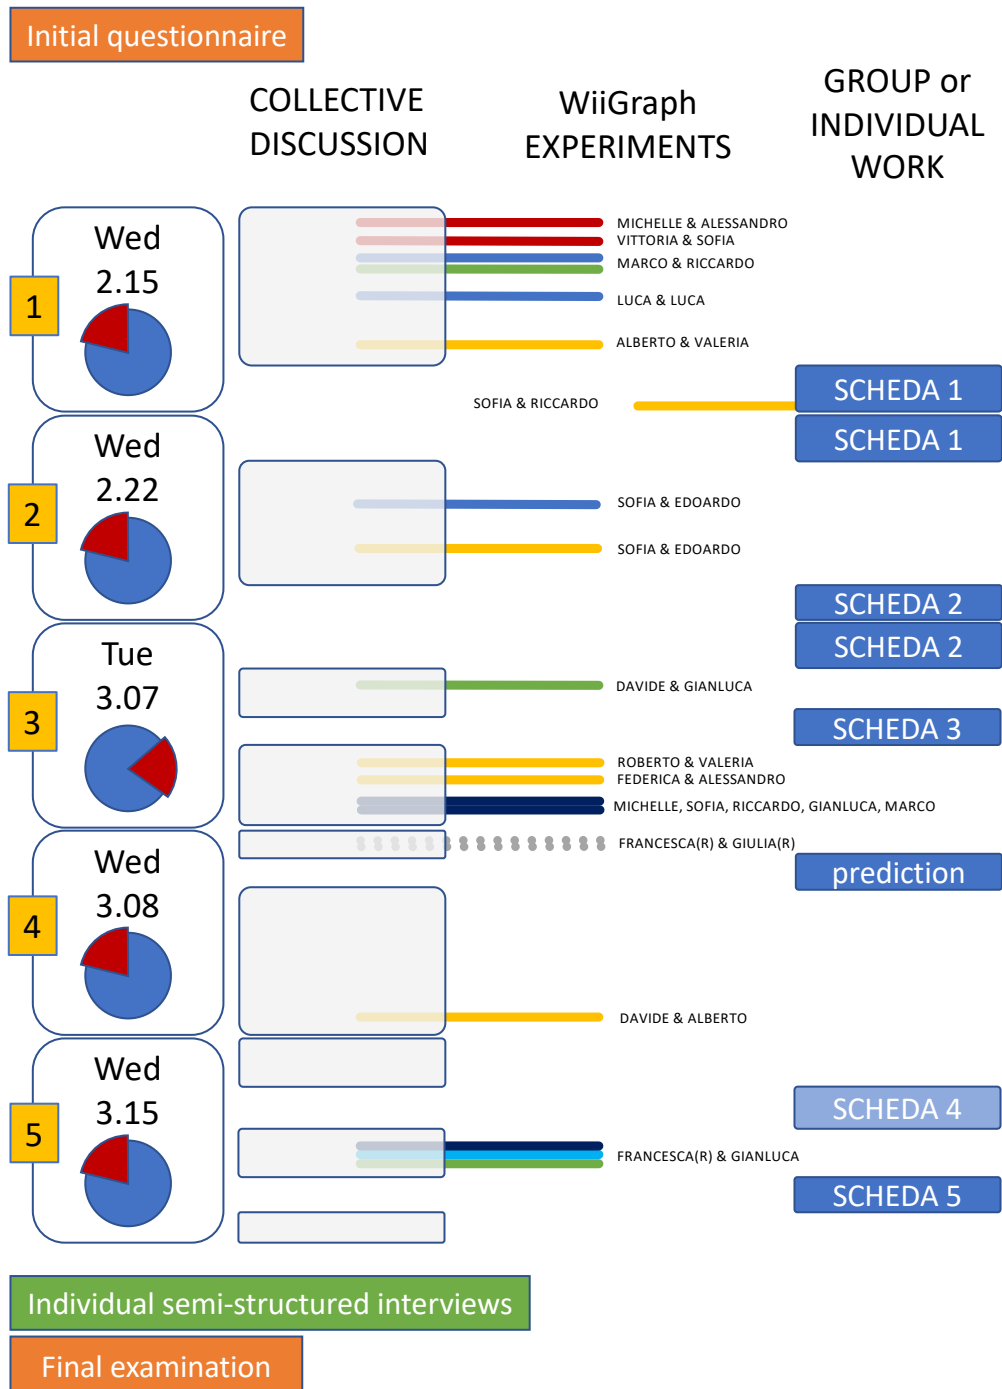 Initial questionnaire
COLLECTIVE
DISCUSSION
WiiGraph
EXPERIMENTS
GROUP or
INDIVIDUAL
WORK
1
Wed
2.15
MICHELLE & ALESSANDRO
VITTORIA & SOFIA
MARCO & RICCARDO
LUCA & LUCA
ALBERTO & VALERIA
SCHEDA 1
SOFIA & RICCARDO
SCHEDA 1
2
Wed
2.22
SOFIA & EDOARDO
SOFIA & EDOARDO
SCHEDA 2
SCHEDA 2
3
Tue
3.07
DAVIDE & GIANLUCA
SCHEDA 3
ROBERTO & VALERIA
FEDERICA & ALESSANDRO
MICHELLE, SOFIA, RICCARDO, GIANLUCA, MARCO
FRANCESCA(R) & GIULIA(R)
prediction
4
Wed
3.08
DAVIDE & ALBERTO
5
Wed
3.15
SCHEDA 4
FRANCESCA(R) & GIANLUCA
SCHEDA 5
Individual semi-structured interviews
Final examination